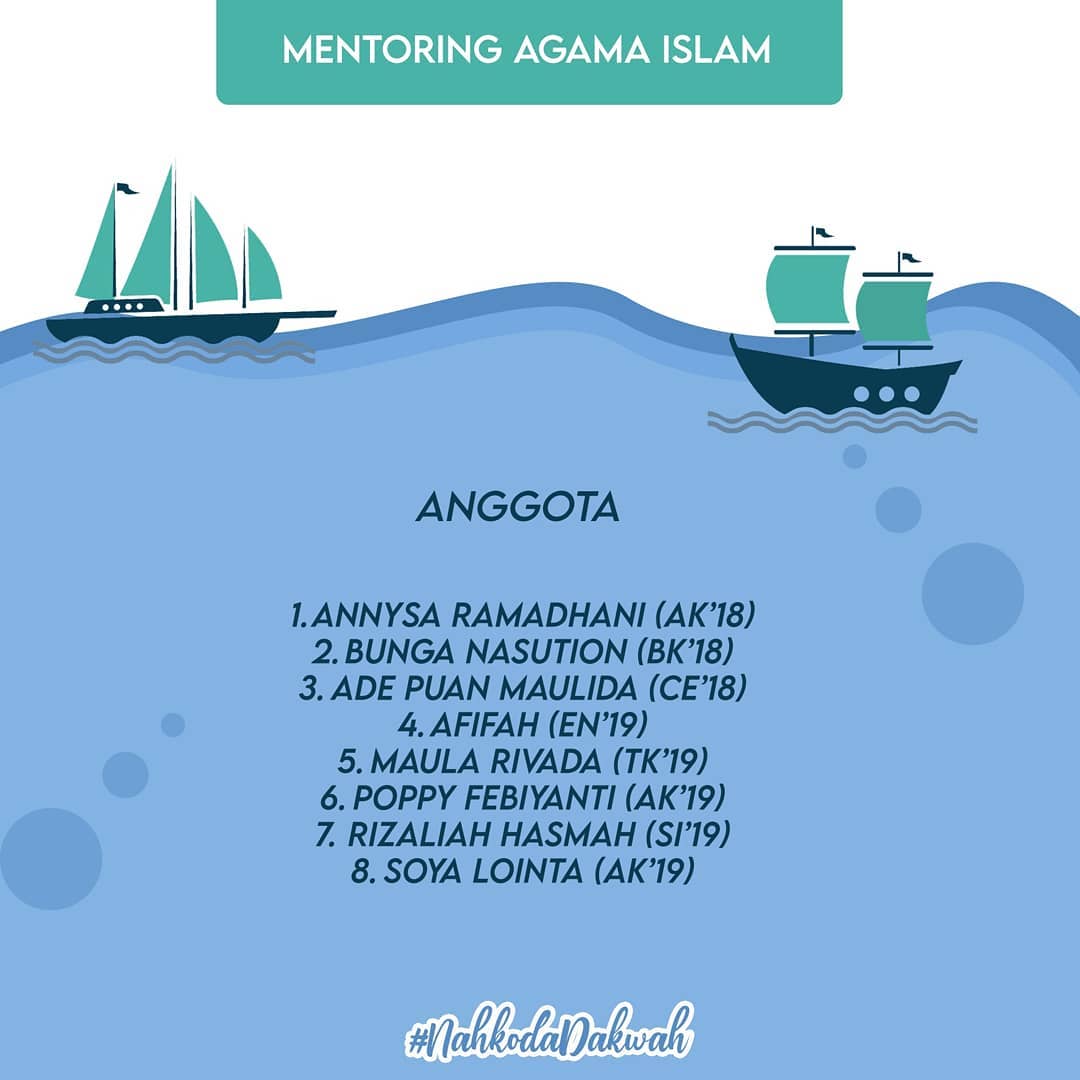 MENTORING AGAMA ISLAM
ANGGOTA
1. ANNYSA RAMADHANI (AK'18)
2. BUNGA NASUTION (BK'18)
3. ADE PUAN MAULIDA (CE'18)
4. AFIFAH (EN'19)
5. MAULA RIVADA (TK'19)
6. POPPY FEBIYANTI (AK'19)
7. RIZALIAH HASMAH (SI'19)
8. SOYA LOINTA (AK'19)
#NahkodaDakwah